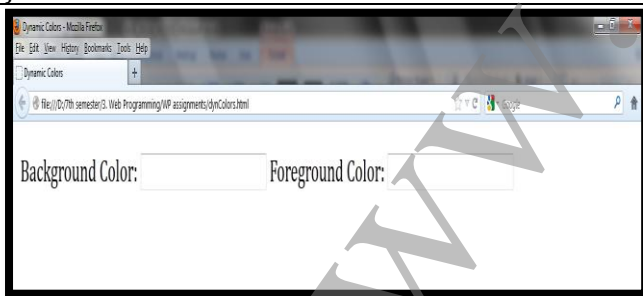 Dynamic Colors - Mozilla Firefox
File Edit View History Bookmarks Tools Help
Dynamic Colors +
file:///D:/7th semester/3. Web Programming/WP assignments/dynColors.html Google
Background Color: Foreground Color: